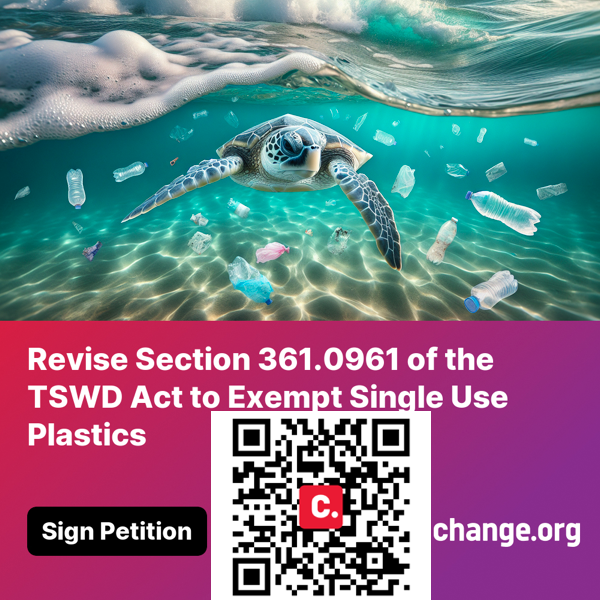 Revise Section 361.0961 of the
TSWD Act to Exempt Single Use
Plastics
C.
Sign Petition
change.org